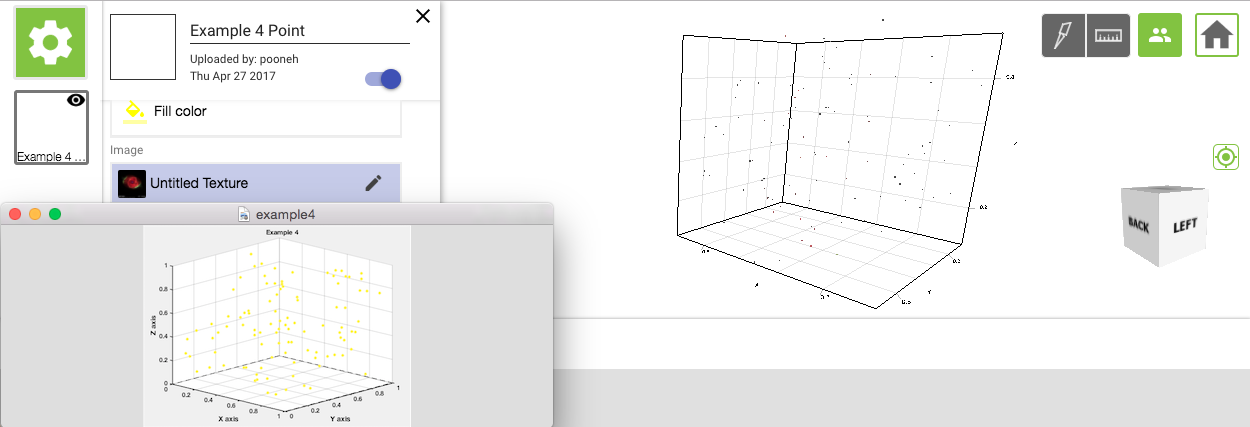 Example 4 Point
Uploaded by: pooneh
Thu Apr 27 2017
Fill color
Example 4 ...
Image
Untitled Texture
example4
Example 4
1
0.8
0.6
0.4
0.2
0
Z axis
0
0.2
0.4
0.6
0.8
1
X axis
0
0.2
0.4
0.6
0.8
1
Y axis
BACK
LEFT